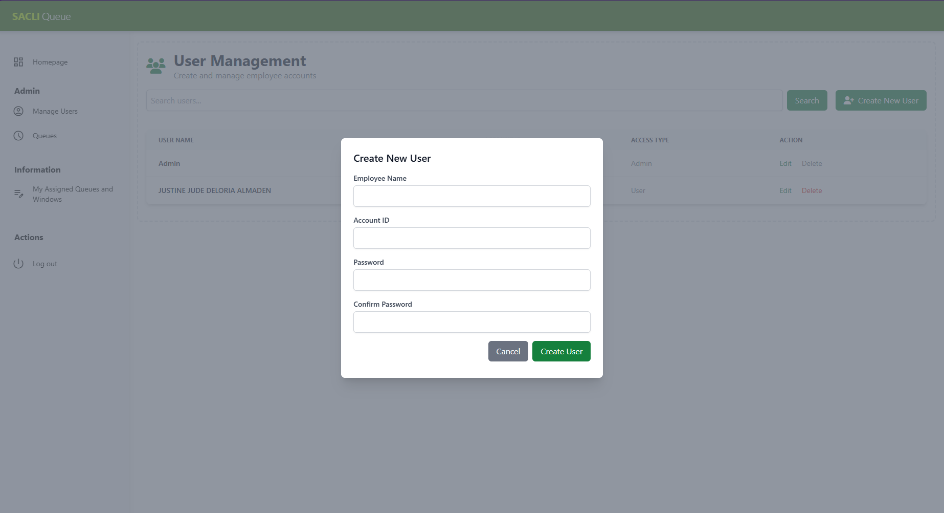 SACLI Queue
Homepage
Admin
Manage Users
Queues
Information
My Assigned Queues and
Windows
Actions
Log out
User Management
Create and manage employee accounts
Search users...
Search
Create New User
USER NAME
ACCESS TYPE
ACTION
Admin
Admin
Edit
Delete
JUSTINE JUDE DELORIA ALMADEN
User
Edit
Delete
Create New User
Employee Name
Account ID
Password
Confirm Password
Cancel
Create User